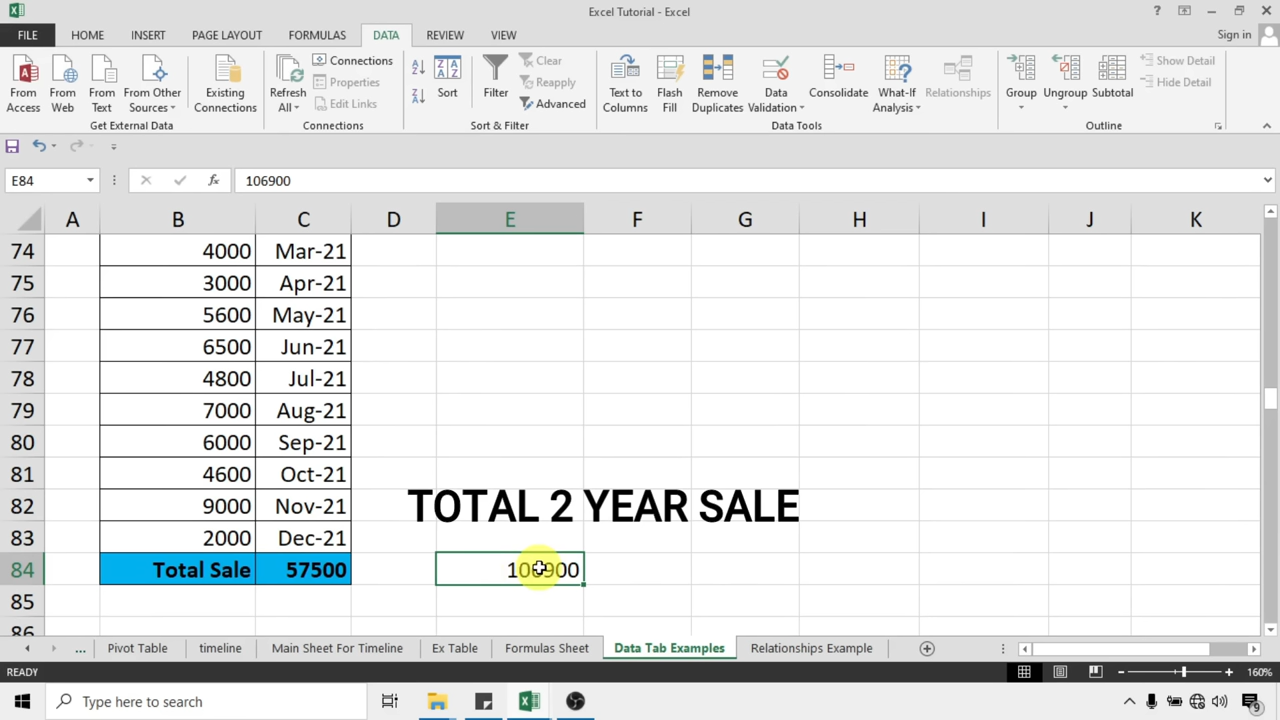 Excel Tutorial - Excel
?
Sign in
FILE HOME INSERT PAGE LAYOUT FORMULAS DATA REVIEW VIEW
From Access
From Web
From Text
From Other Sources
Existing Connections
Get External Data
Refresh All
Connections
Properties
Edit Links
Connections
Sort
Filter
Clear
Reapply
Advanced
Sort & Filter
Text to Columns
Flash Fill
Remove Duplicates
Data Validation
Consolidate
What-If Analysis
Relationships
Data Tools
Group
Ungroup
Subtotal
Show Detail
Hide Detail
Outline
E84 fx 106900
A B C D E F G H I J K
74 4000 Mar-21
75 3000 Apr-21
76 5600 May-21
77 6500 Jun-21
78 4800 Jul-21
79 7000 Aug-21
80 6000 Sep-21
81 4600 Oct-21
82 9000 Nov-21
TOTAL 2 YEAR SALE
83 2000 Dec-21
84 Total Sale 57500 106900
85
86
... Pivot Table timeline Main Sheet For Timeline Ex Table Formulas Sheet Data Tab Examples Relationships Example
READY 160%
Type here to search
9